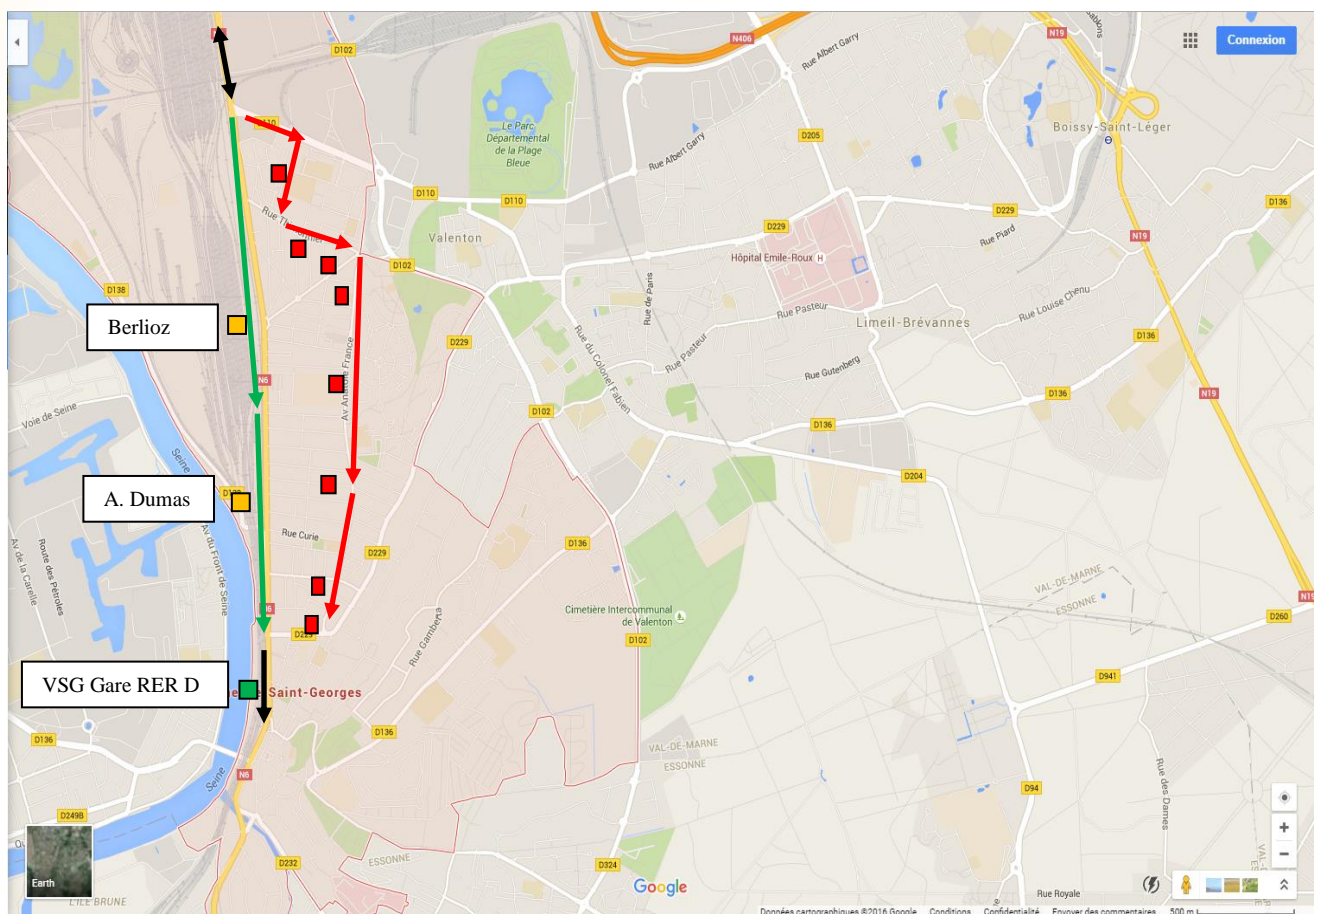 D102
N406
Rue Albert Garry
N19
Connexion
Boissy-Saint-Léger
Le Parc
Départemental
de la Plage
Bleue
D205
Rue Albert Garry
D110
D110
D110
D229
D229
D136
Valenton
Rue Piard
N19
D102
Hôpital Emile-Roux H
Rue de Paris
D138
Berlioz
D229
Rue Pasteur
Rue Louise Chenu
Limeil-Brévannes
D136
Rue du Colonel Fabien
Rue Pasteur
Rue Gutenberg
N6
Av Anatole France
D136
N19
Voie de Seine
D102
D136
Seine
D204
A. Dumas
Rue Curie
D229
D136
Av de la Carelle
Route des Pétroles
Av du Front de Seine
VAL-DE-MARNE
ESSONNE
N19
Cimetière Intercommunal
de Valenton
D260
D229
Rue Gambetta
D102
VSG Gare RER D
Saint-Georges
D941
D136
D136
VAL-DE-MARNE
ESSONNE
Seine
N6
Rue des Dames
D94
D249B
Earth
D232
ESSONNE
D324
Google
Rue Royale
L'ILE BRUNE
Données cartographiques ©2016 Google Conditions Confidentialité Envoyer des commentaires 500 m